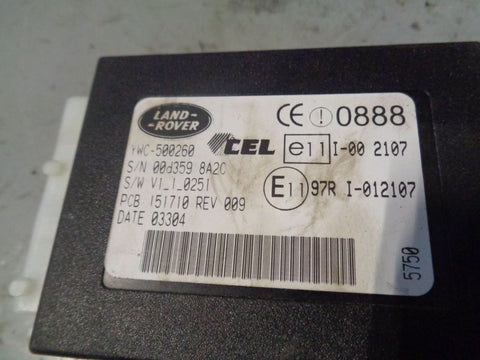 LAND-
-ROVER
CE ! 0888
YWC-500260
CEL
e11 I-00 2107
S/N 00d359 8A2C
S/W V1_1_0251
E11 97R I-012107
PCB 151710 REV 009
DATE 03304
5750